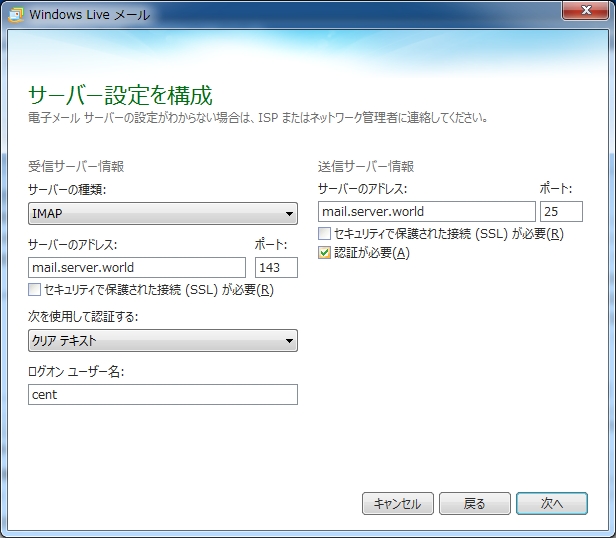 Windows Live メール
サーバー設定を構成
電子メール サーバーの設定がわからない場合は、ISP またはネットワーク管理者に連絡してください。
受信サーバー情報
サーバーの種類:
IMAP
サーバーのアドレス: ポート:
mail.server.world 143
セキュリティで保護された接続 (SSL) が必要(R)
次を使用して認証する:
クリア テキスト
ログオン ユーザー名:
cent
送信サーバー情報
サーバーのアドレス: ポート:
mail.server.world 25
セキュリティで保護された接続 (SSL) が必要(R)
認証が必要(A)
キャンセル 戻る 次へ